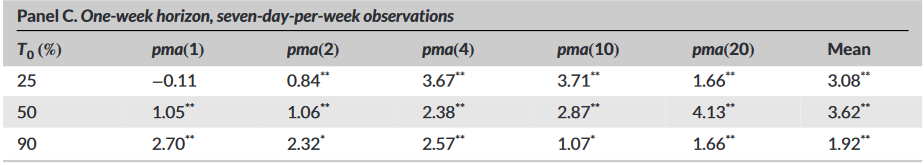 Panel C. One-week horizon, seven-day-per-week observations
T₀ (%) pma(1) pma(2) pma(4) pma(10) pma(20) Mean
25 −0.11 0.84** 3.67** 3.71** 1.66** 3.08**
50 1.05** 1.06** 2.38** 2.87** 4.13** 3.62**
90 2.70** 2.32* 2.57** 1.07* 1.66** 1.92**